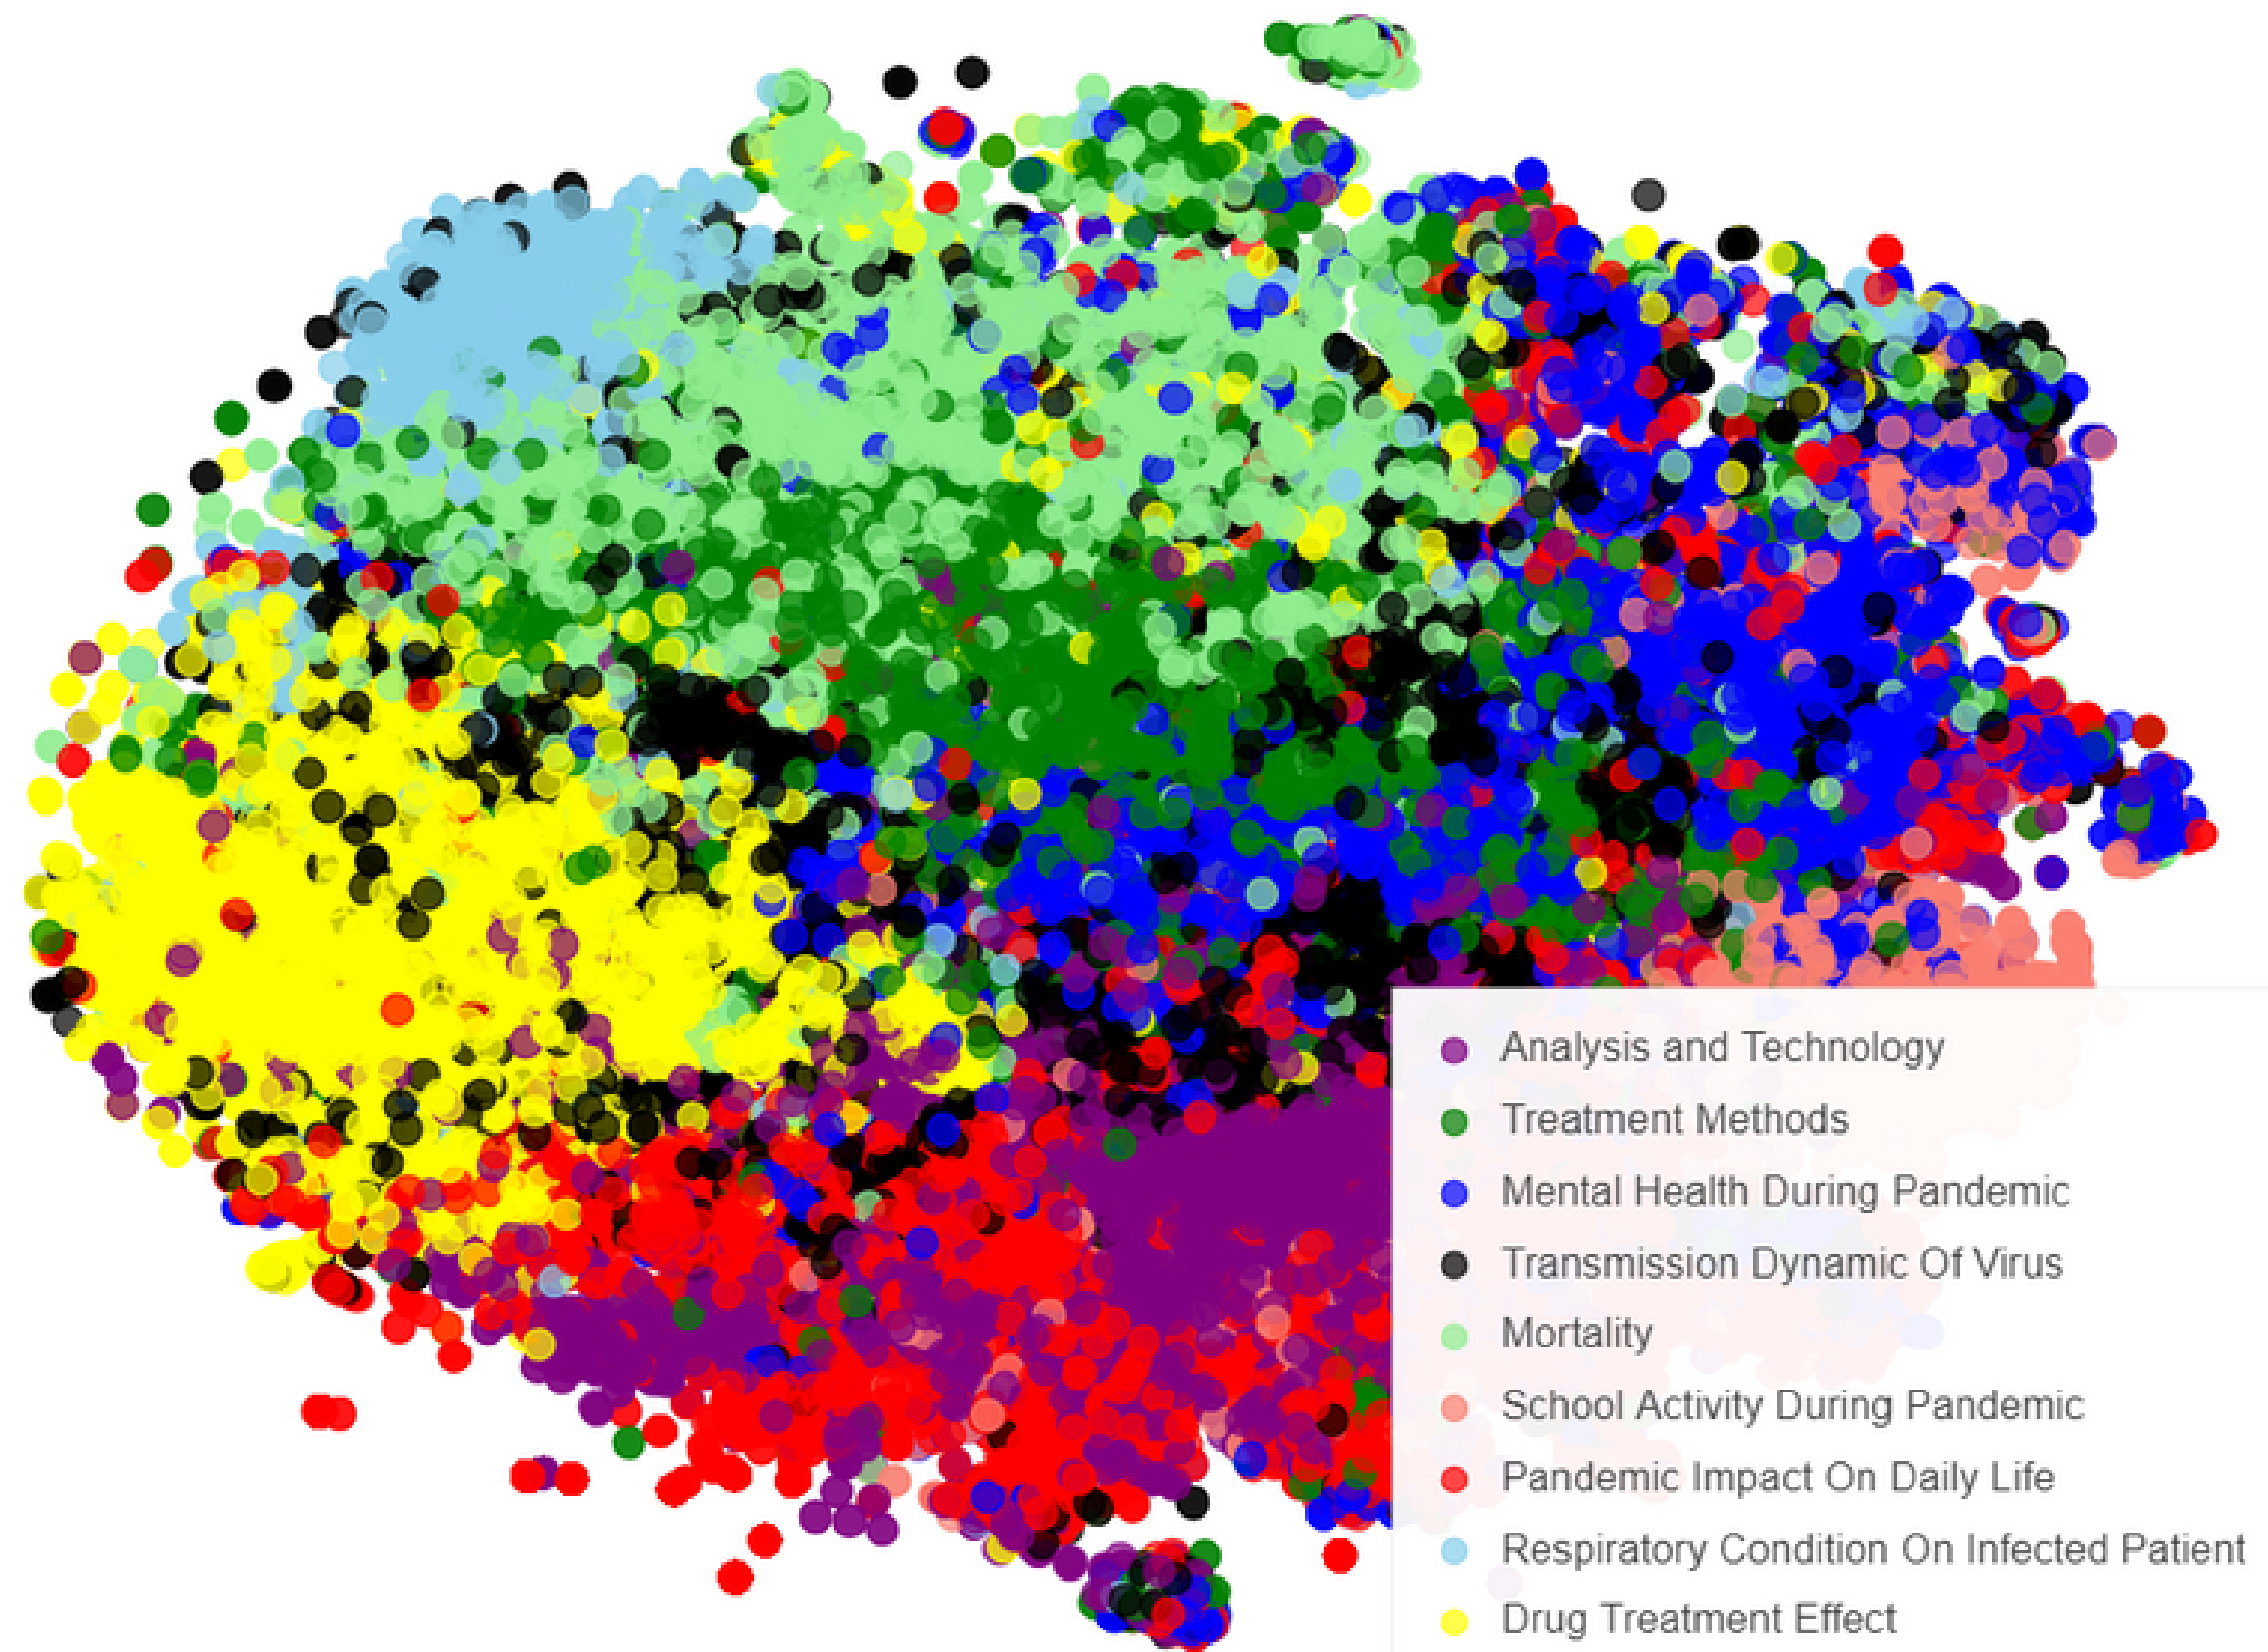 Analysis and Technology
Treatment Methods
Mental Health During Pandemic
Transmission Dynamic Of Virus
Mortality
School Activity During Pandemic
Pandemic Impact On Daily Life
Respiratory Condition On Infected Patient
Drug Treatment Effect